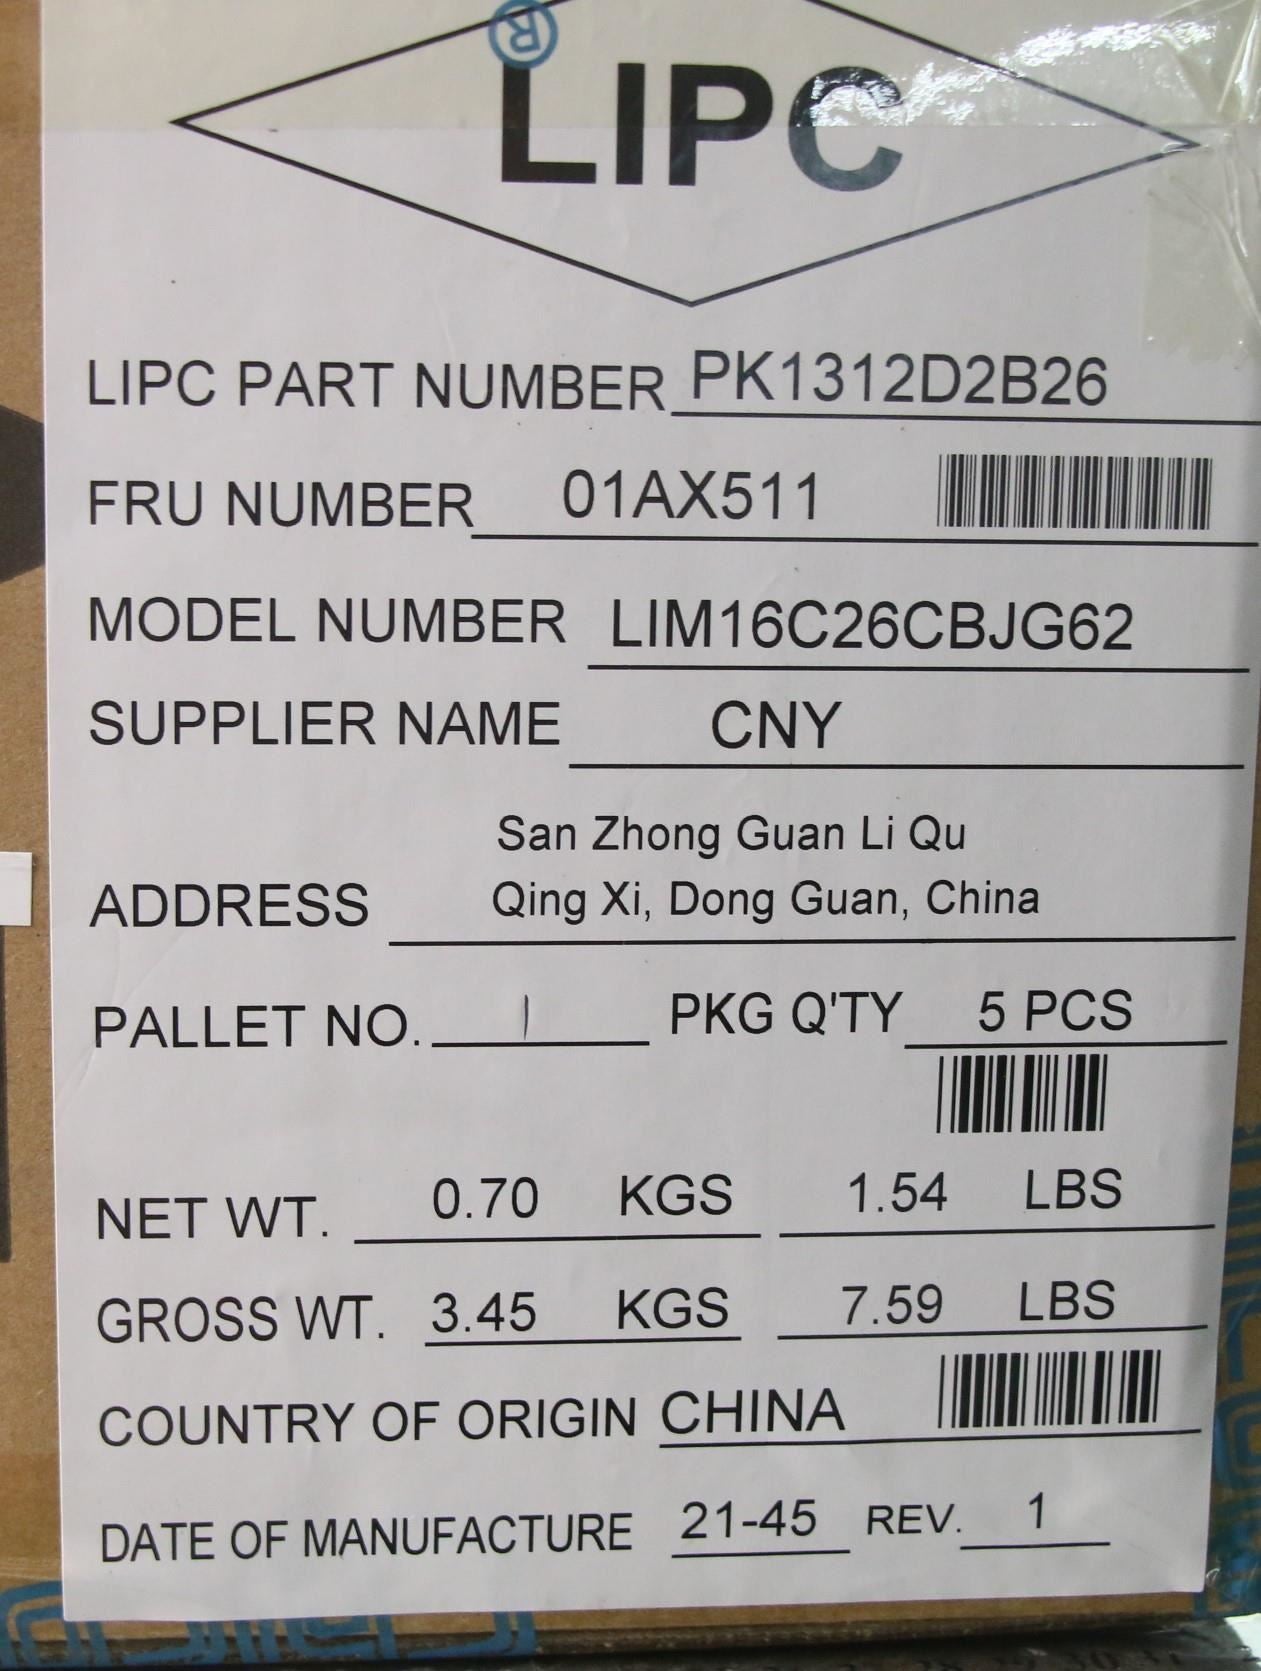 ®
LIPC
LIPC PART NUMBER PK1312D2B26
FRU NUMBER 01AX511
MODEL NUMBER LIM16C26CBJG62
SUPPLIER NAME CNY
San Zhong Guan Li Qu
ADDRESS Qing Xi, Dong Guan, China
PALLET NO. 1 PKG Q'TY 5 PCS
NET WT. 0.70 KGS 1.54 LBS
GROSS WT. 3.45 KGS 7.59 LBS
COUNTRY OF ORIGIN CHINA
DATE OF MANUFACTURE 21-45 REV. 1